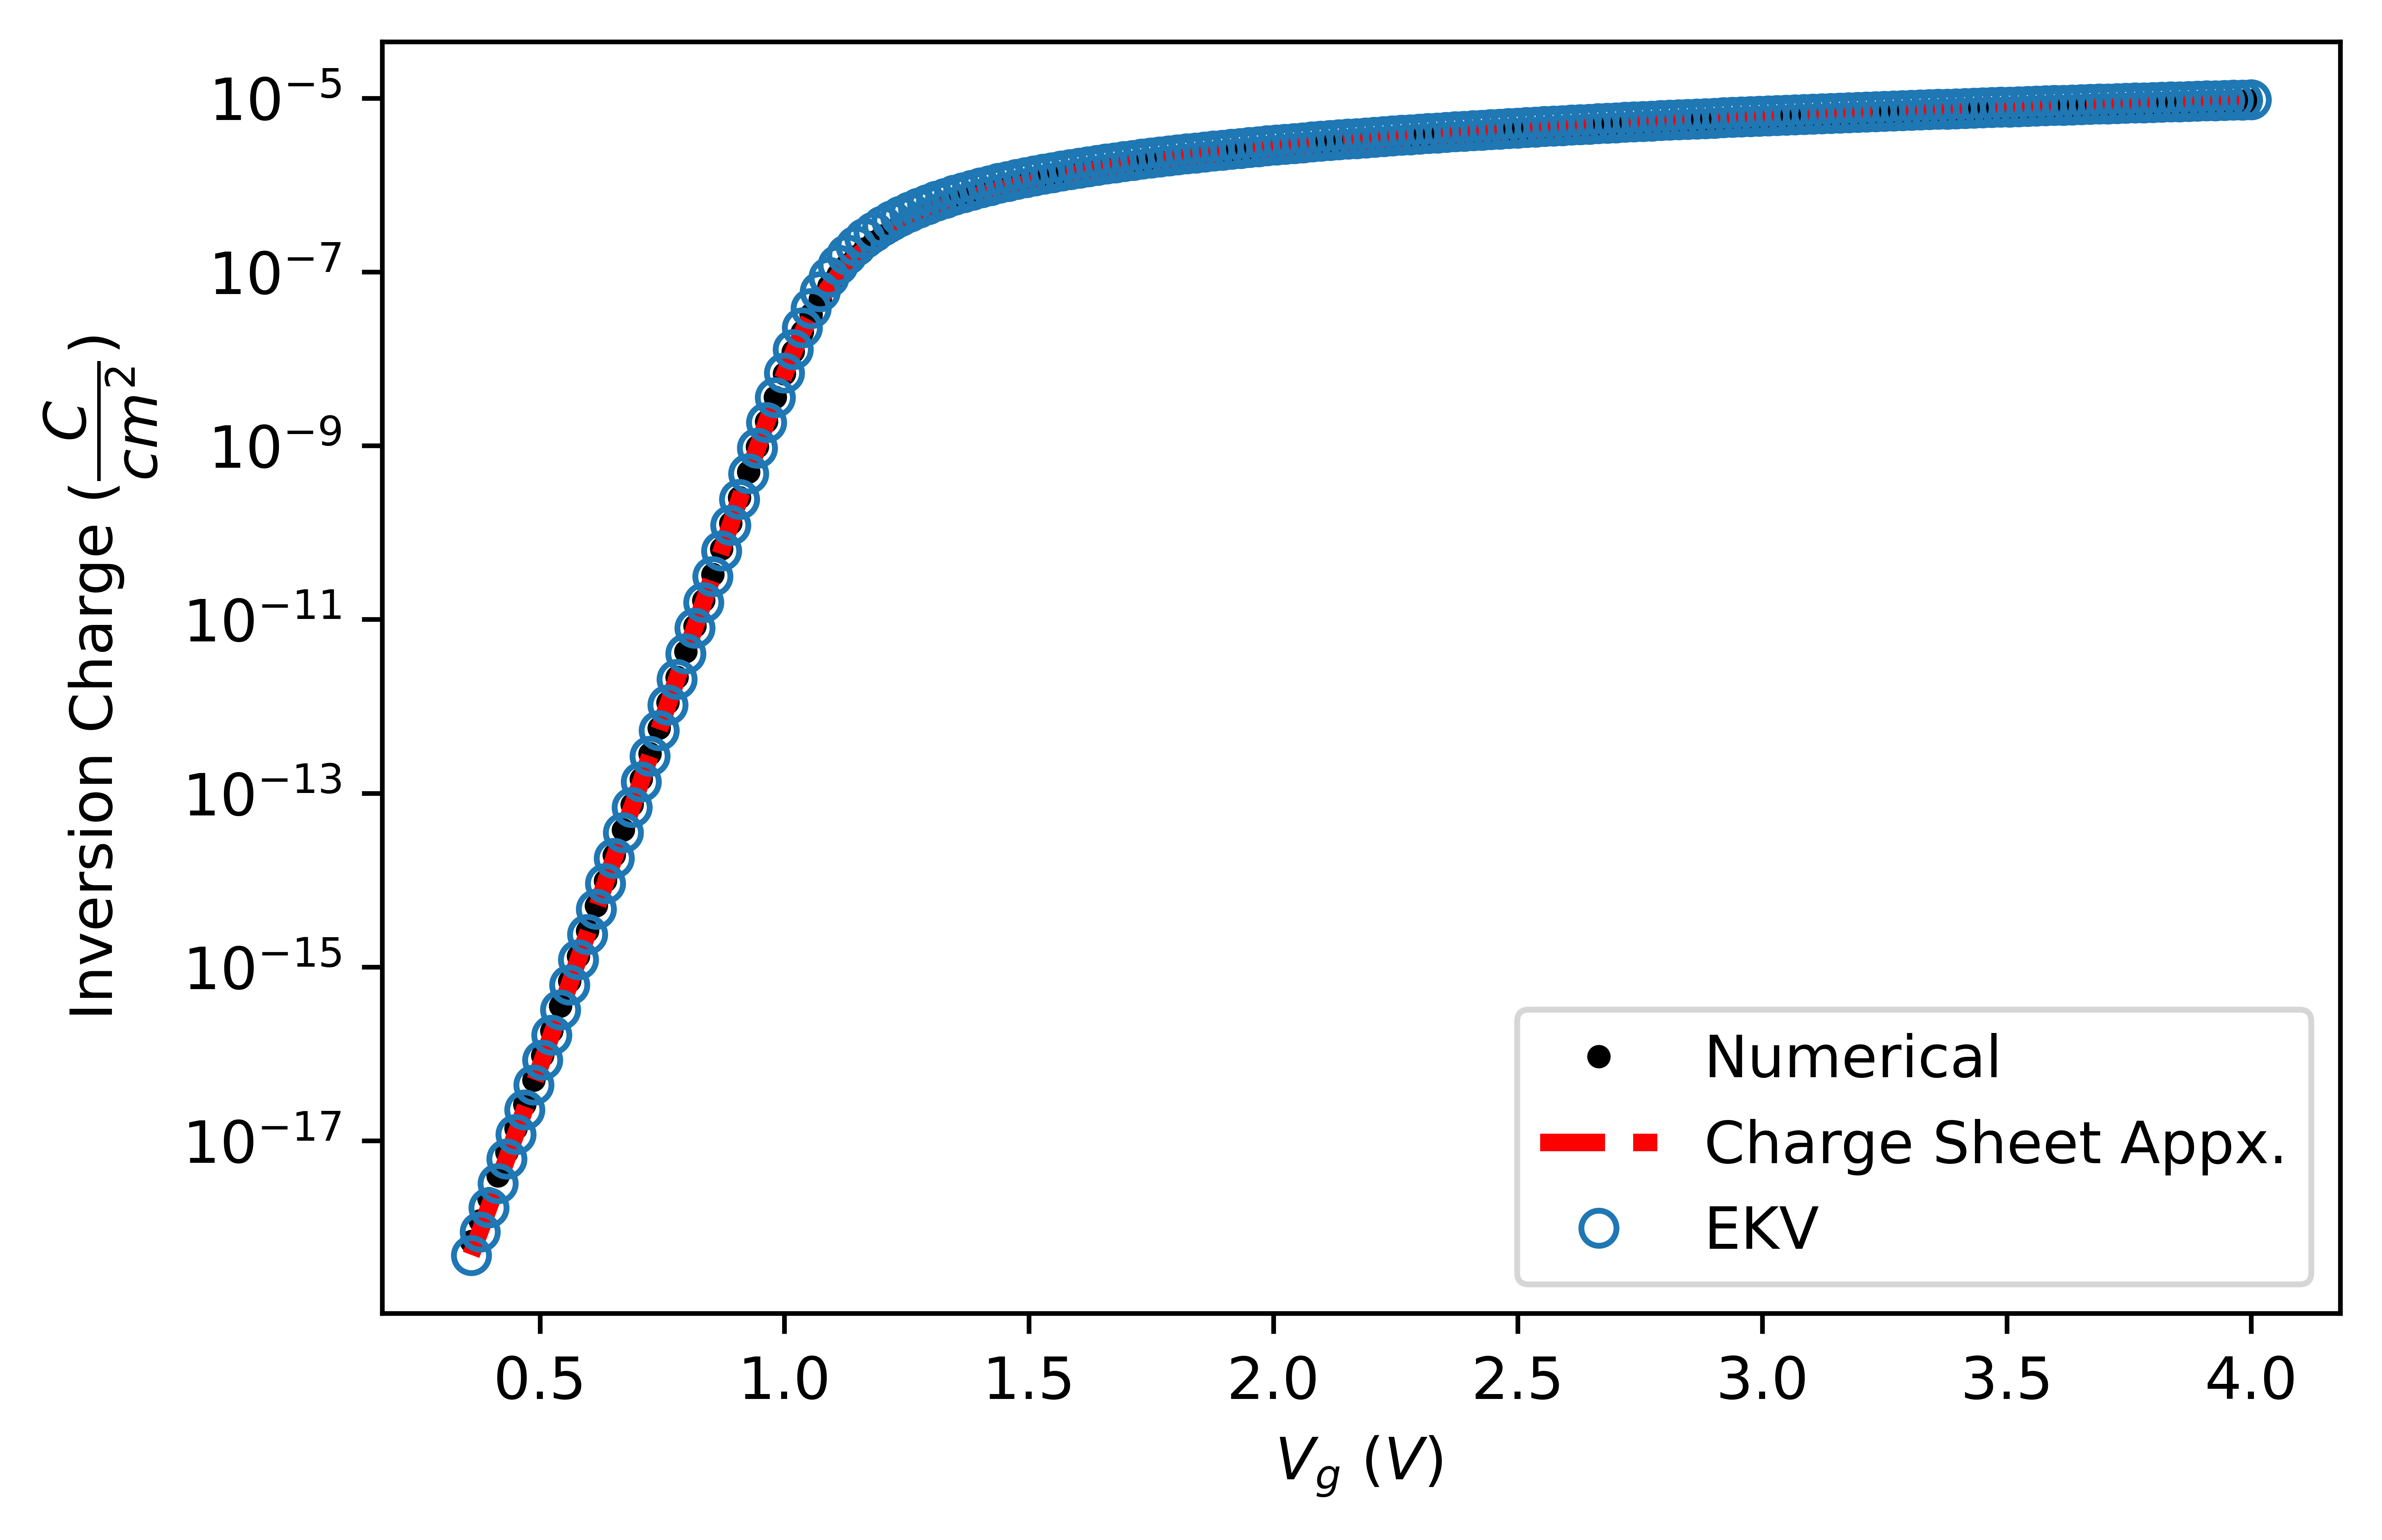 Inversion Charge ($\frac{C}{cm^2}$)
10⁻⁵
10⁻⁷
10⁻⁹
10⁻¹¹
10⁻¹³
10⁻¹⁵
10⁻¹⁷
Numerical
Charge Sheet Appx.
EKV
0.5 1.0 1.5 2.0 2.5 3.0 3.5 4.0
$V_g$ (V)